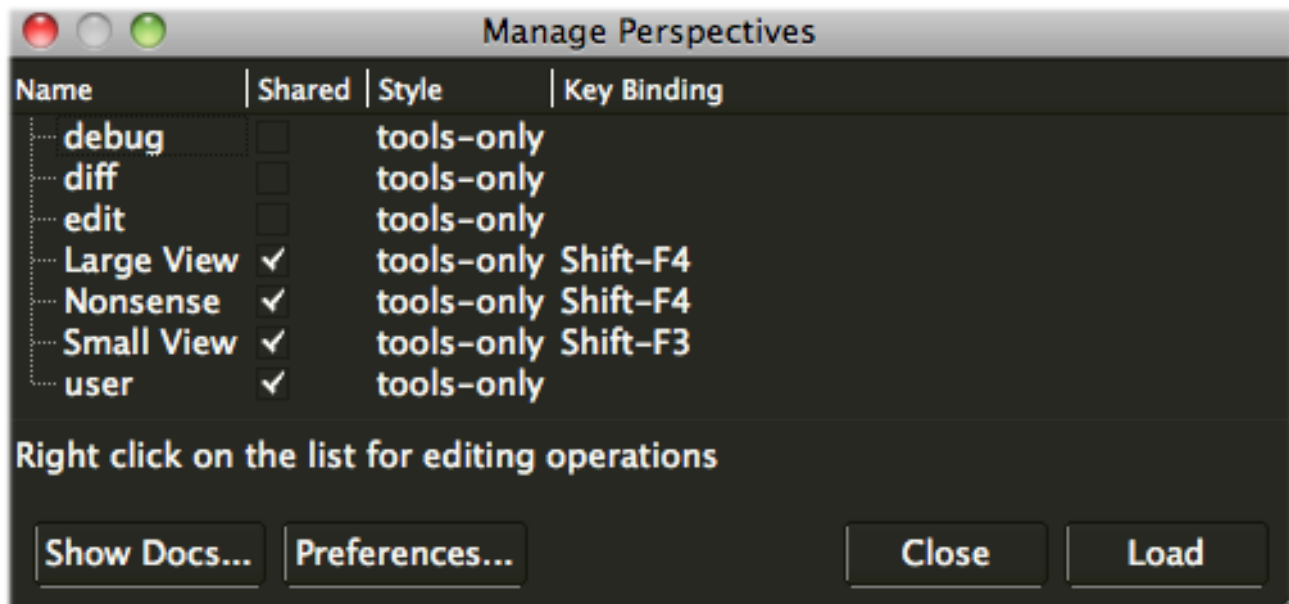 Manage Perspectives
Name Shared Style Key Binding
debug tools-only
diff tools-only
edit tools-only
Large View tools-only Shift-F4
Nonsense tools-only Shift-F4
Small View tools-only Shift-F3
user tools-only
Right click on the list for editing operations
Show Docs... Preferences... Close Load